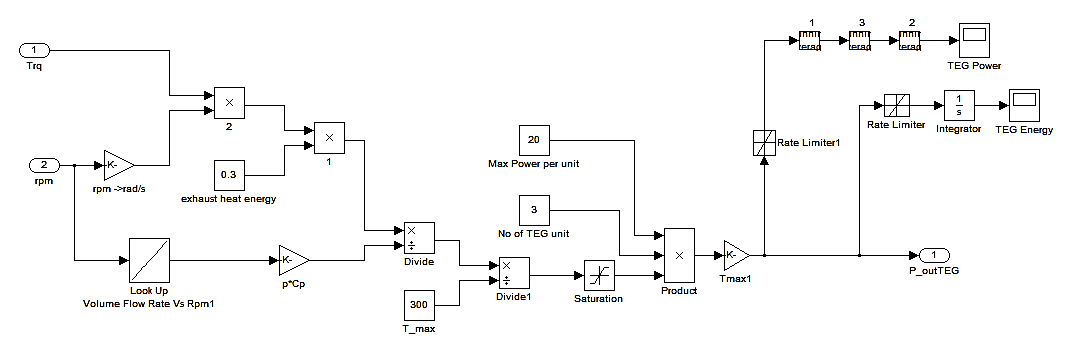 1
Trq
2
rpm
K-
rpm ->rad/s
×
2
0.3
exhaust heat energy
×
1
Look Up
Volume Flow Rate Vs Rpm1
K-
p*Cp
×
÷
Divide
300
T_max
×
÷
Divide1
Saturation
20
Max Power per unit
3
No of TEG unit
×
Product
K-
Tmax1
Rate Limiter1
1
3
2
TEG Power
Rate Limiter
1
s
Integrator
TEG Energy
1
P_outTEG